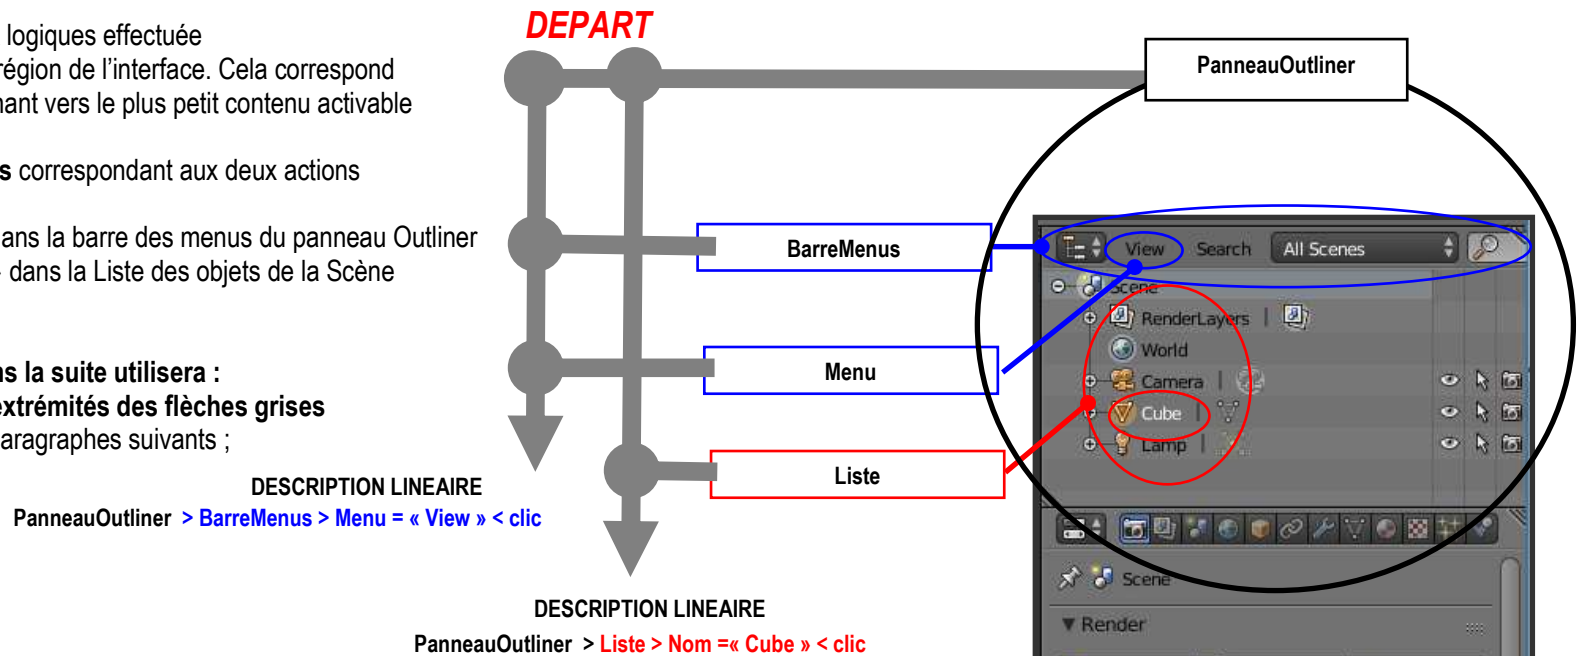 DEPART
logiques effectuée
région de l'interface. Cela correspond
nant vers le plus petit contenu activable
s correspondant aux deux actions
ans la barre des menus du panneau Outliner
dans la Liste des objets de la Scène
ns la suite utilisera :
extrémités des flèches grises
aragraphes suivants ;
DESCRIPTION LINEAIRE
PanneauOutliner > BarreMenus > Menu = « View » < clic
DESCRIPTION LINEAIRE
PanneauOutliner > Liste > Nom =« Cube » < clic
PanneauOutliner
BarreMenus
Menu
Liste
View Search All Scenes
Scene
RenderLayers
World
Camera
Cube
Lamp
Scene
Render